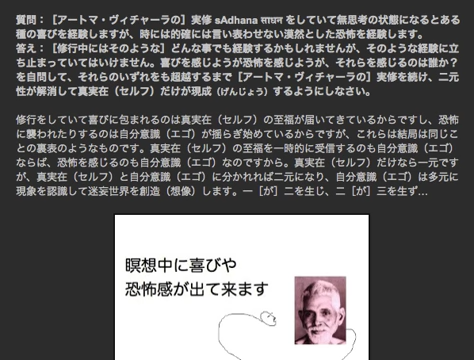 質問：［アートマ・ヴィチャーラの］実修 sAdhana साधन をしていて無思考の状態になるとある
種の喜びを経験しますが、時には的確には言い表わせない漠然とした恐怖を経験します。
答え：［修行中にはそのような］どんな事でも経験するかもしれませんが、そのような経験に立
ち止まっていてはいけません。喜びを感じようが恐怖を感じようが、それらを感じるのは誰か？
を自問して、それらのいずれをも超越するまで［アートマ・ヴィチャーラの］実修を続け、二元
性が解消して真実在（セルフ）だけが現成（げんじょう）するようにしなさい。
修行をしていて喜びに包まれるのは真実在（セルフ）の至福が届いてきているからですし、恐怖
に襲われたりするのは自分意識（エゴ）が揺らぎ始めているからですが、これらは結局は同じこ
との裏表のようなものです。真実在（セルフ）の至福を一時的に受信するのも自分意識（エゴ）
ならば、恐怖を感じるのも自分意識（エゴ）なのですから。真実在（セルフ）だけなら一元です
が、真実在（セルフ）と自分意識（エゴ）に分かれれば二元になり、自分意識（エゴ）は多元に
現象を認識して迷妄世界を創造（想像）します。一［が］二を生じ、二［が］三を生ず…
瞑想中に喜びや
恐怖感が出て来ます